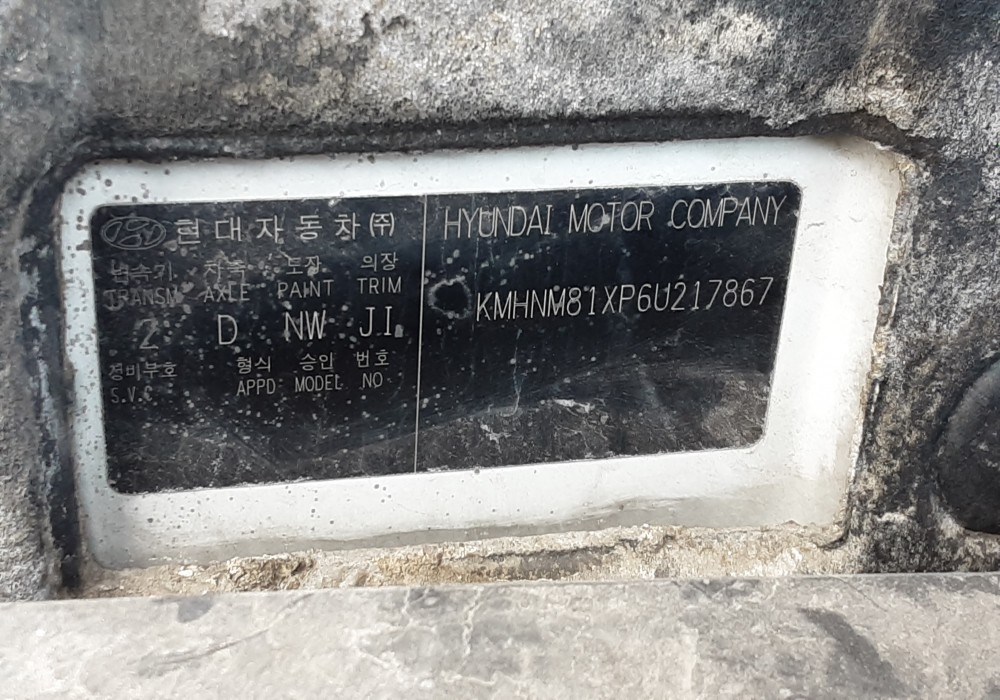 현대자동차㈜
변속기 차축 도장 의장
TRANSM AXLE PAINT TRIM
2 D NW JI
정비부호 형식 승인 번호
S.V.C APPD MODEL NO
HYUNDAI MOTOR COMPANY
KMHNM81XP6U217867